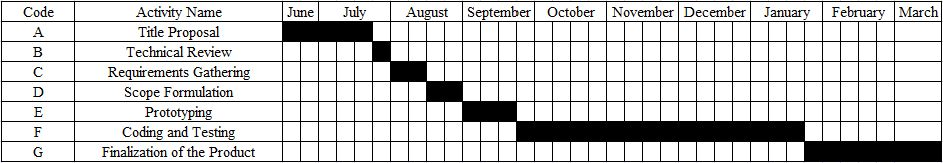 Code Activity Name June July August September October November December January February March
A Title Proposal
B Technical Review
C Requirements Gathering
D Scope Formulation
E Prototyping
F Coding and Testing
G Finalization of the Product